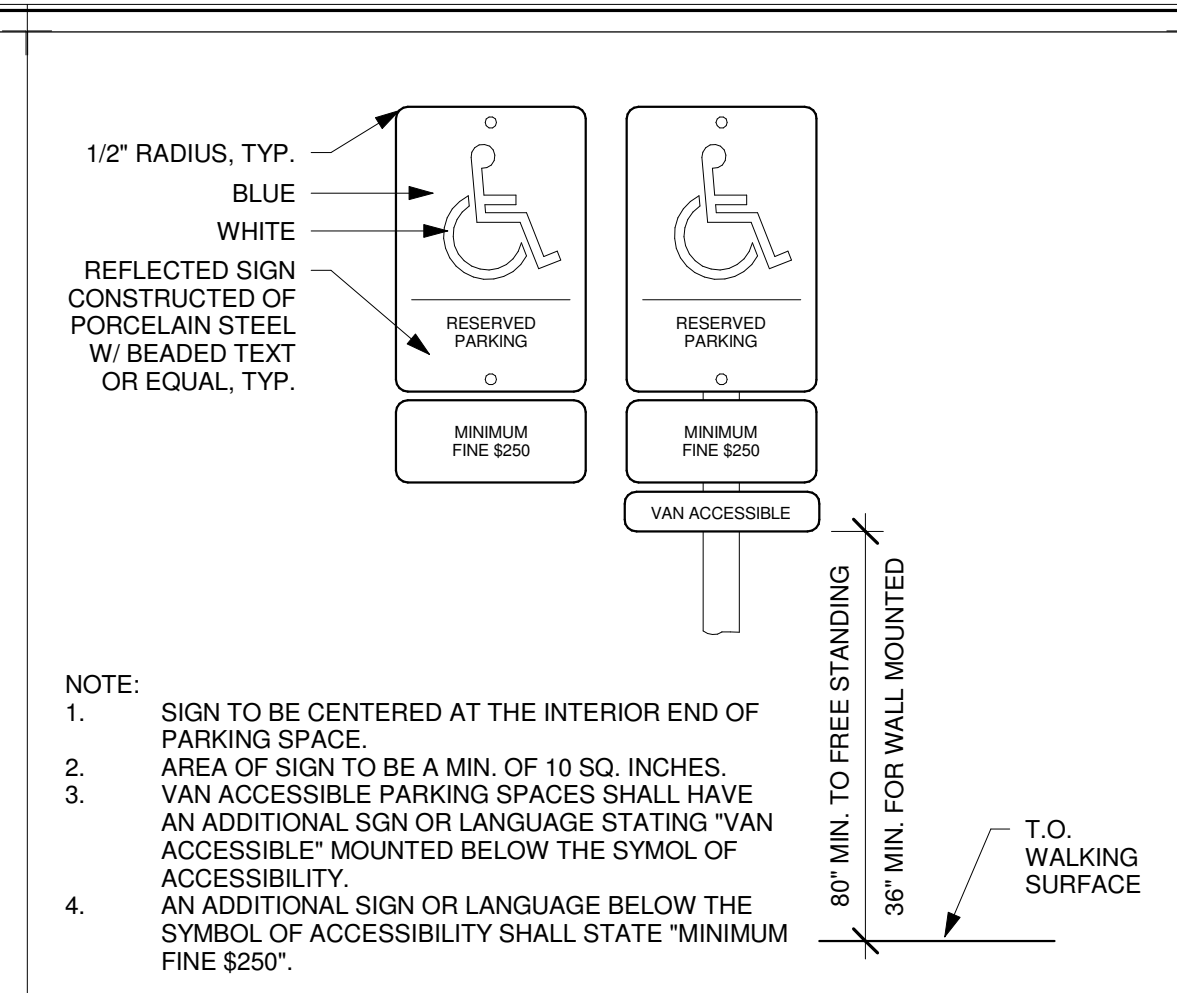 1/2" RADIUS, TYP.
BLUE
WHITE
REFLECTED SIGN
CONSTRUCTED OF
PORCELAIN STEEL
W/ BEADED TEXT
OR EQUAL, TYP.
RESERVED
PARKING
MINIMUM
FINE $250
RESERVED
PARKING
MINIMUM
FINE $250
VAN ACCESSIBLE
80" MIN. TO FREE STANDING
36" MIN. FOR WALL MOUNTED
T.O.
WALKING
SURFACE
NOTE:
1. SIGN TO BE CENTERED AT THE INTERIOR END OF
PARKING SPACE.
2. AREA OF SIGN TO BE A MIN. OF 10 SQ. INCHES.
3. VAN ACCESSIBLE PARKING SPACES SHALL HAVE
AN ADDITIONAL SGN OR LANGUAGE STATING "VAN
ACCESSIBLE" MOUNTED BELOW THE SYMOL OF
ACCESSIBILITY.
4. AN ADDITIONAL SIGN OR LANGUAGE BELOW THE
SYMBOL OF ACCESSIBILITY SHALL STATE "MINIMUM
FINE $250".